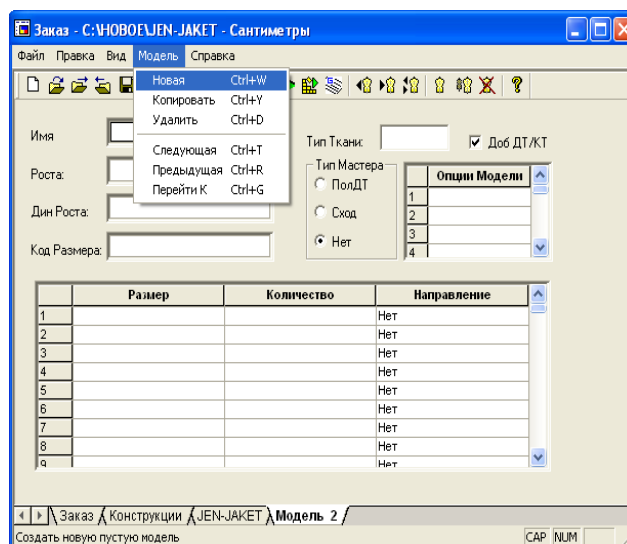 Заказ - C:\НОВОЕ\JEN-JAKET - Сантиметры
Файл Правка Вид Модель Справка
Новая Ctrl+W
Копировать Ctrl+Y
Удалить Ctrl+D
Следующая Ctrl+T
Предыдущая Ctrl+R
Перейти К Ctrl+G
Имя
Роста:
Дин Роста:
Код Размера:
Тип Ткани:
Доб ДТ/КТ
Тип Мастера
ПолДТ
Сход
Нет
Опции Модели
1
2
3
4
Размер Количество Направление
1 Нет
2 Нет
3 Нет
4 Нет
5 Нет
6 Нет
7 Нет
8 Нет
9 Нет
Заказ Конструкции JEN-JAKET Модель 2
Создать новую пустую модель CAP NUM